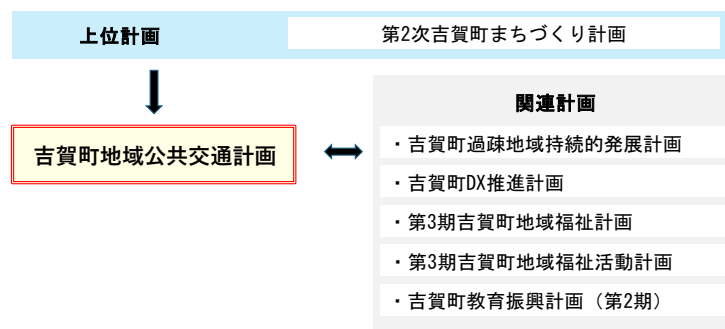 上位計画
第2次吉賀町まちづくり計画
関連計画
吉賀町地域公共交通計画
・吉賀町過疎地域持続的発展計画
・吉賀町DX推進計画
・第3期吉賀町地域福祉計画
・第3期吉賀町地域福祉活動計画
・吉賀町教育振興計画（第2期）